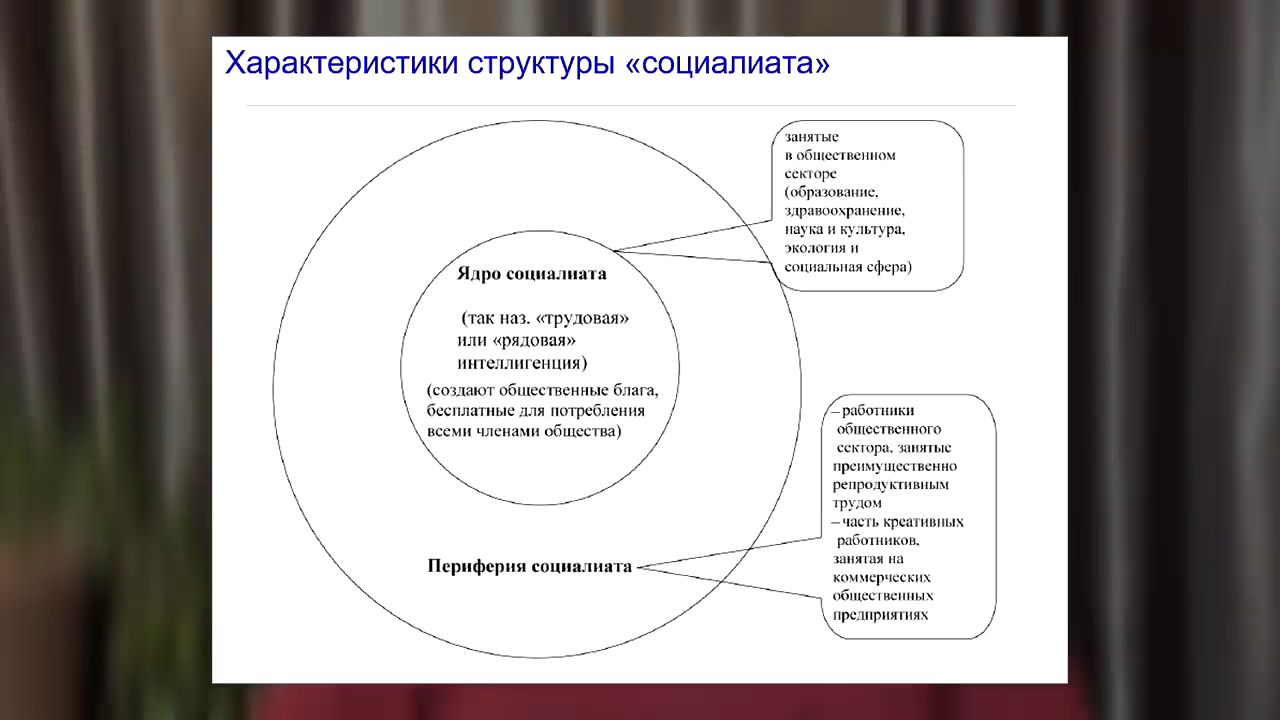 Характеристики структуры «социалиата»
занятые
в общественном
секторе
(образование,
здравоохранение,
наука и культура,
экология и
социальная сфера)
Ядро социалиата
(так наз. «трудовая»
или «рядовая»
интеллигенция)
(создают общественные блага,
бесплатные для потребления
всеми членами общества)
– работники
общественного
сектора, занятые
преимущественно
репродуктивным
трудом
– часть креативных
работников,
занятая на
коммерческих
общественных
предприятиях
Периферия социалиата